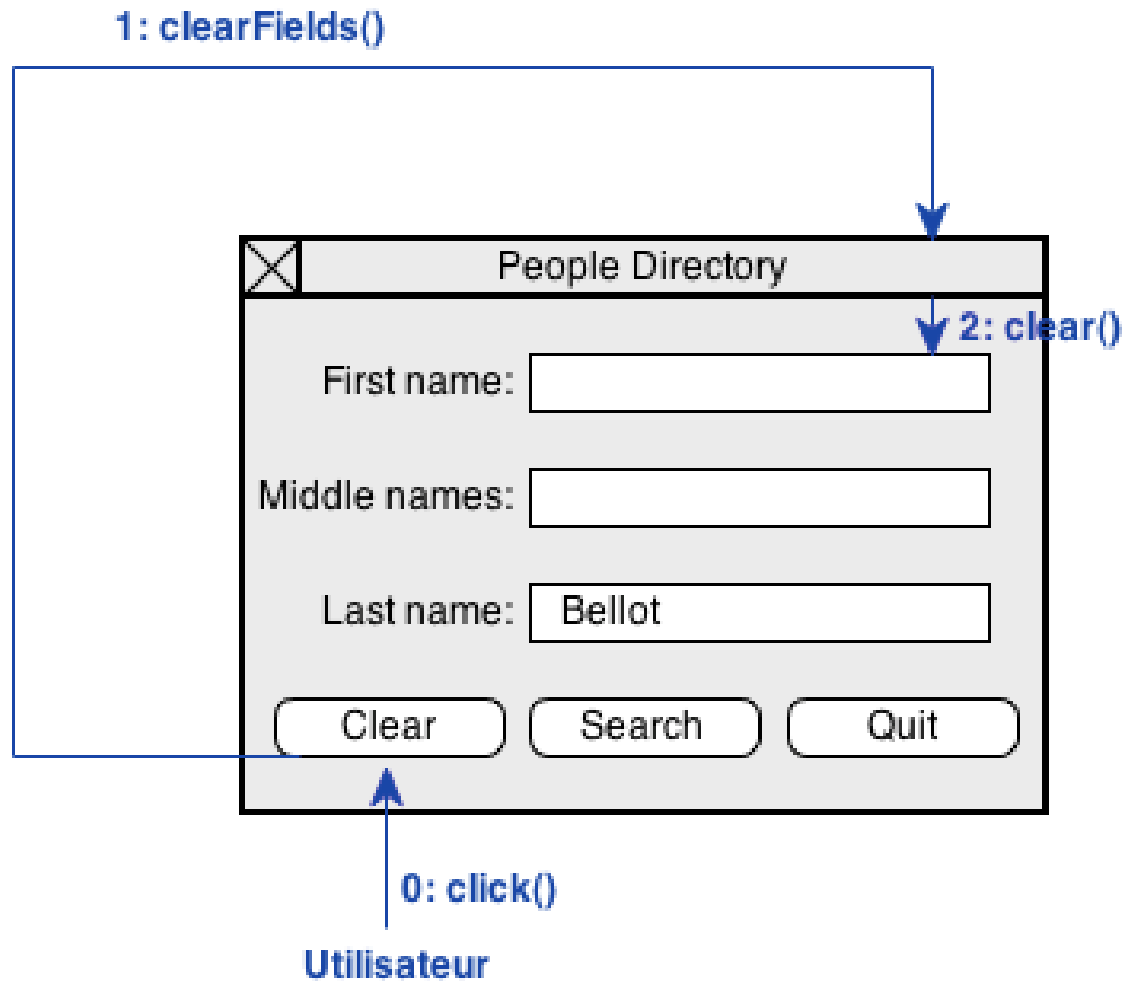 1: clearFields()
People Directory
2: clear()
First name:
Middle names:
Last name: Bellot
Clear Search Quit
0: click()
Utilisateur